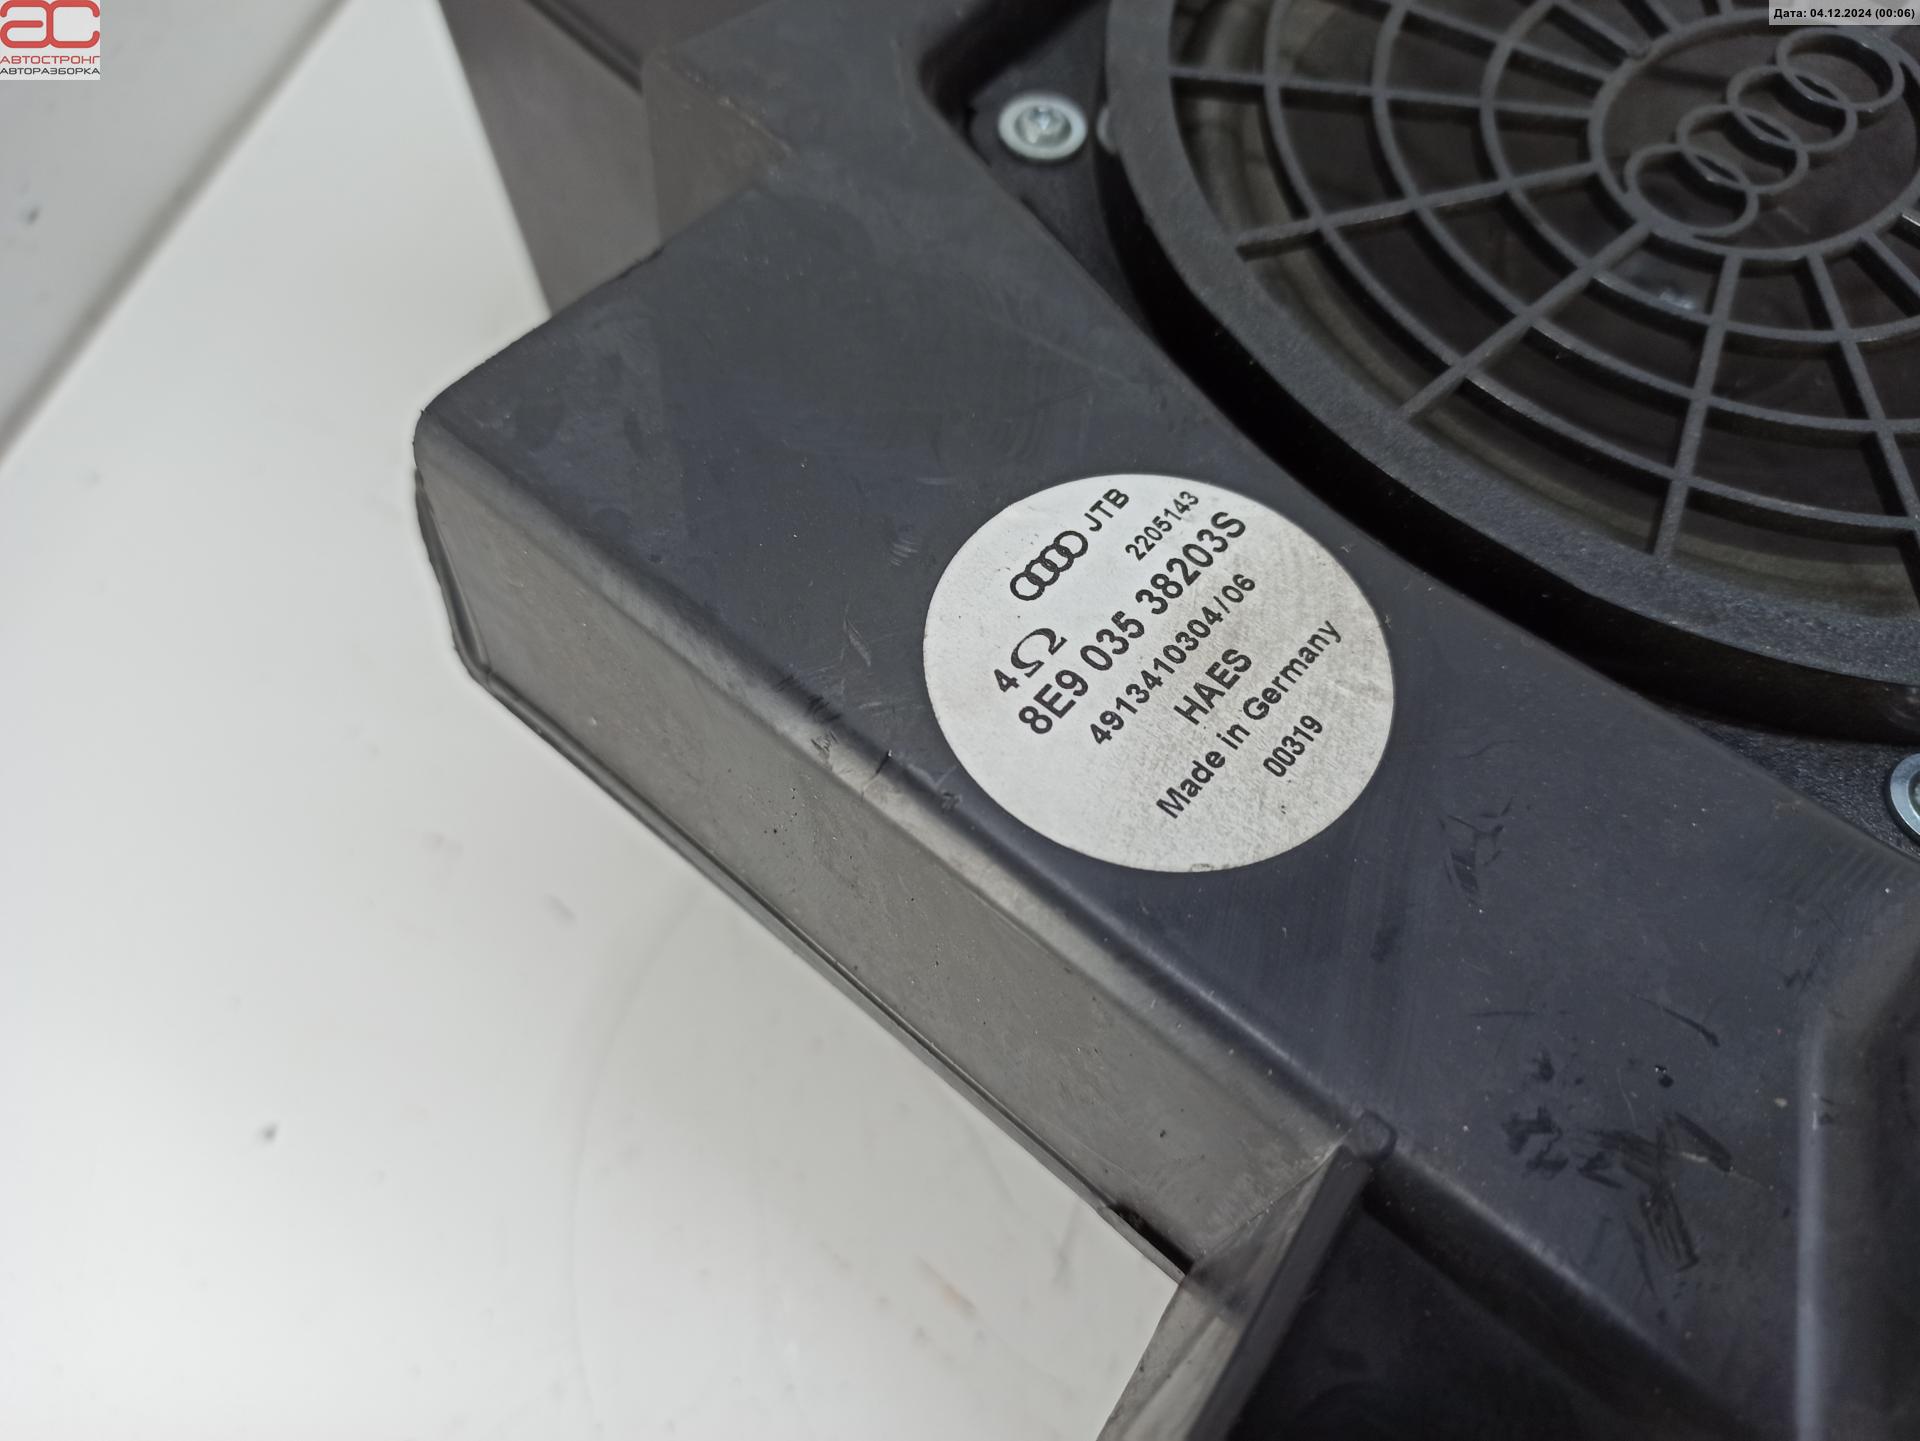 ас
АВТОСТРОНГ
АВТОРАЗБОРКА
Дата: 04.12.2024 (00:06)
JTB
2205143
4Ω
8E9 035 38203S
4913410304/06
HAES
Made in Germany
00319